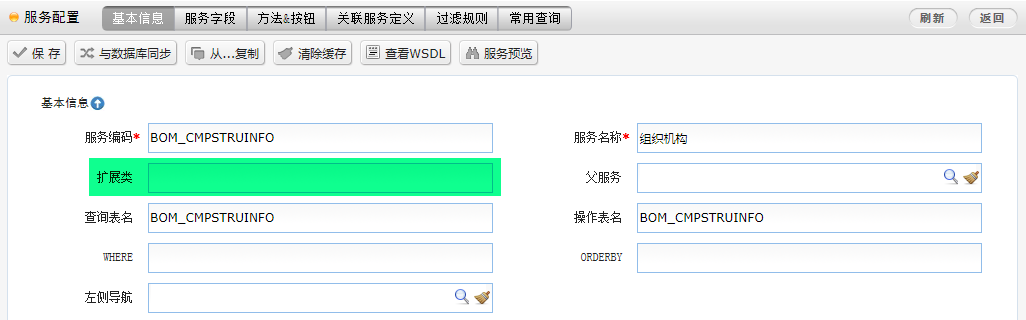 服务配置 基本信息 服务字段 方法&按钮 关联服务定义 过滤规则 常用查询 刷新 返回
保 存 与数据库同步 从...复制 清除缓存 查看WSDL 服务预览
基本信息
服务编码* BOM_CMPSTRUINFO 服务名称* 组织机构
扩展类 父服务
查询表名 BOM_CMPSTRUINFO 操作表名 BOM_CMPSTRUINFO
WHERE ORDERBY
左侧导航